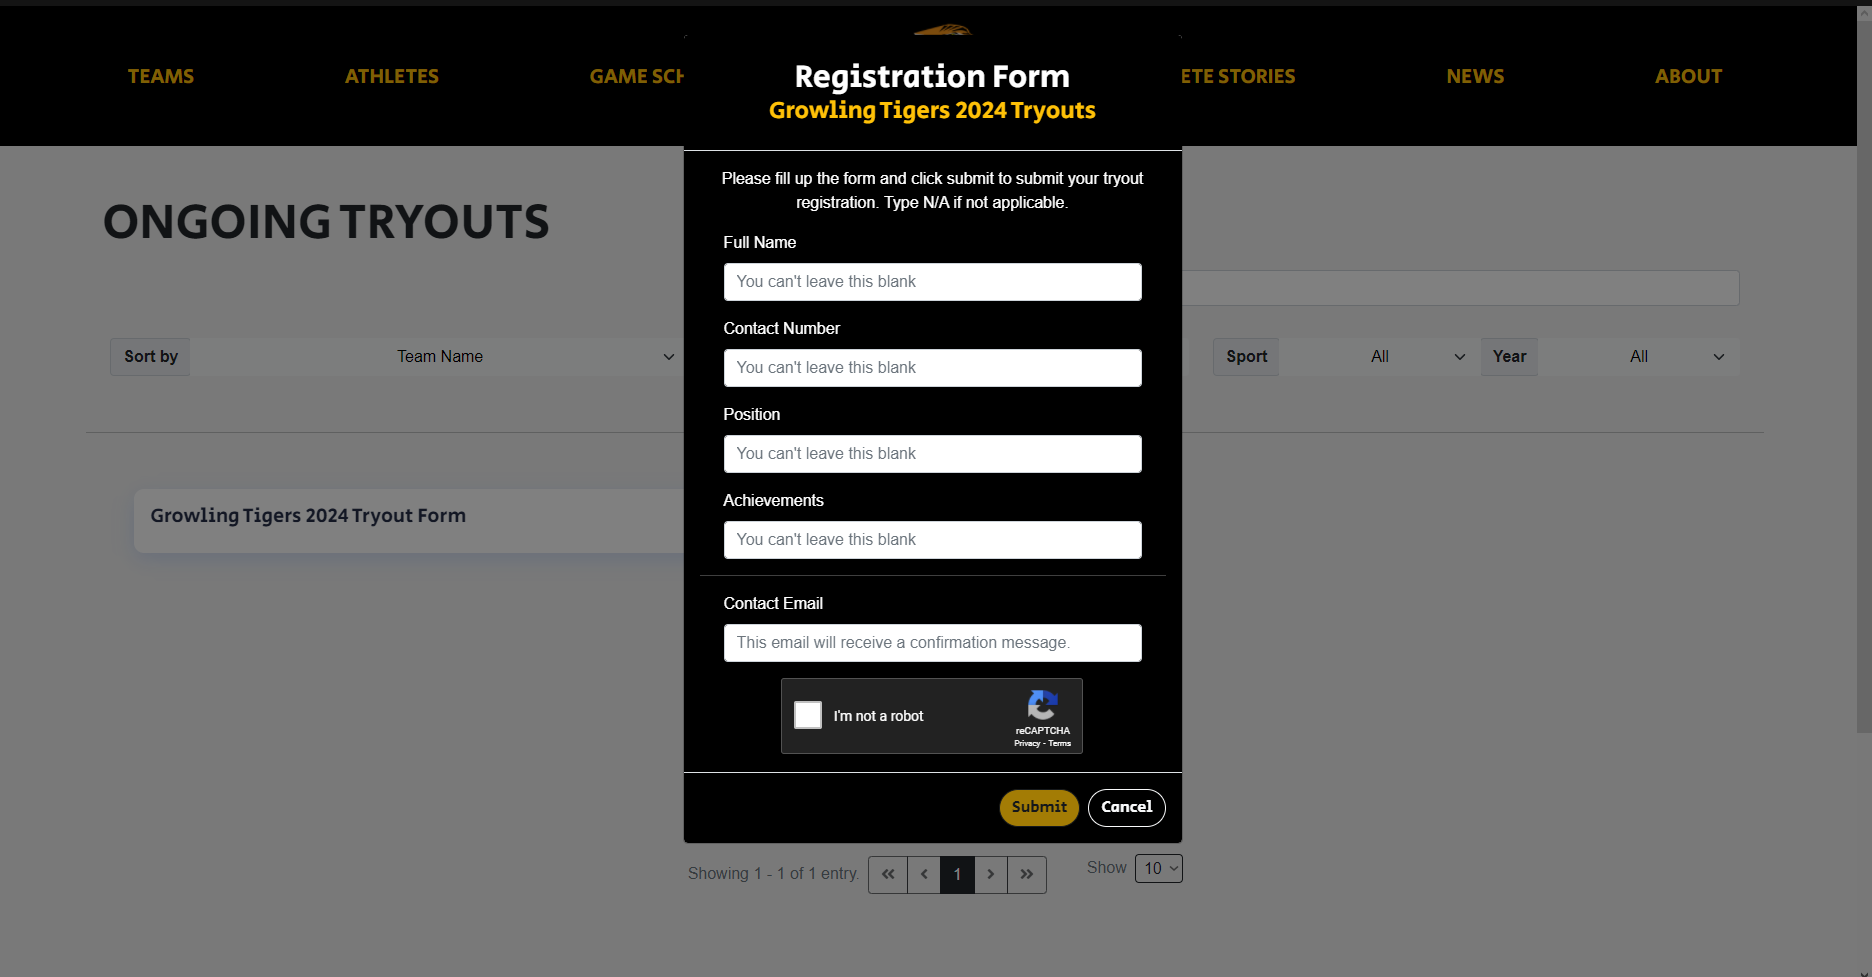 TEAMS
ATHLETES
GAME SCH
ETE STORIES
NEWS
ABOUT
Registration Form
Growling Tigers 2024 Tryouts
ONGOING TRYOUTS
Please fill up the form and click submit to submit your tryout
registration. Type N/A if not applicable.
Full Name
You can't leave this blank
Contact Number
You can't leave this blank
Sort by
Team Name
Sport
All
Year
All
Position
You can't leave this blank
Achievements
You can't leave this blank
Growling Tigers 2024 Tryout Form
Contact Email
This email will receive a confirmation message.
I'm not a robot
reCAPTCHA
Privacy - Terms
Submit
Cancel
Showing 1 - 1 of 1 entry.
«
‹
1
›
»
Show
10